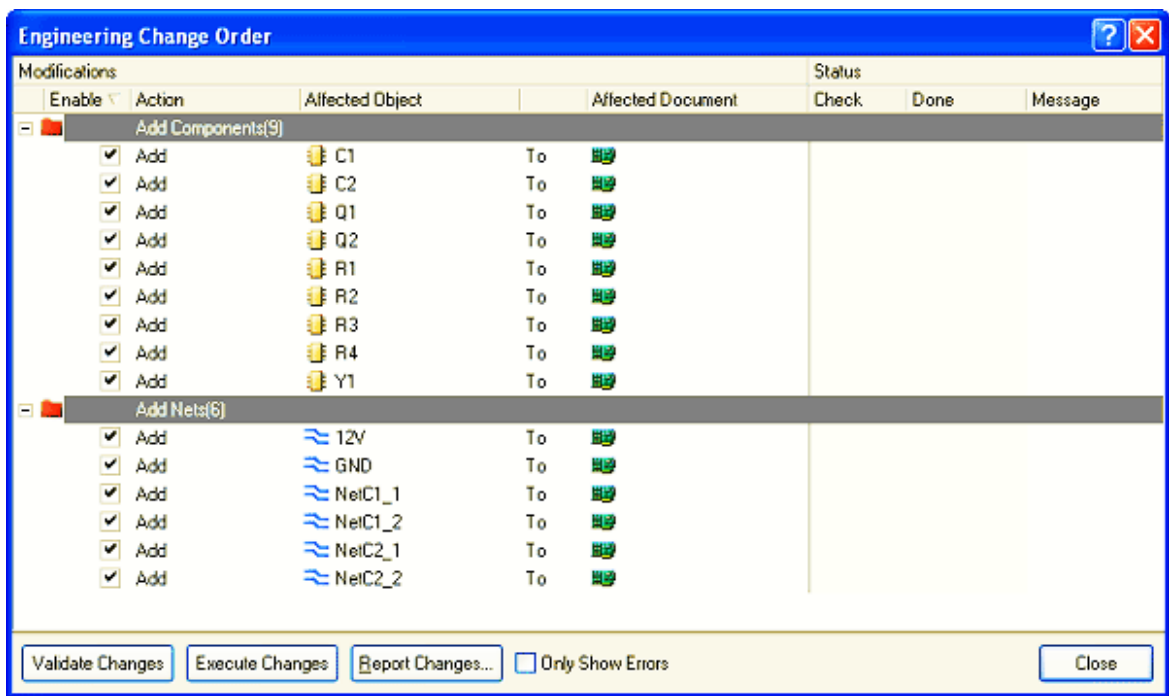 Engineering Change Order
Modifications Status
Enable Action Affected Object Affected Document Check Done Message
Add Components(9)
Add C1 To
Add C2 To
Add Q1 To
Add Q2 To
Add R1 To
Add R2 To
Add R3 To
Add R4 To
Add Y1 To
Add Nets(6)
Add 12V To
Add GND To
Add NetC1_1 To
Add NetC1_2 To
Add NetC2_1 To
Add NetC2_2 To
Validate Changes Execute Changes Report Changes... Only Show Errors Close